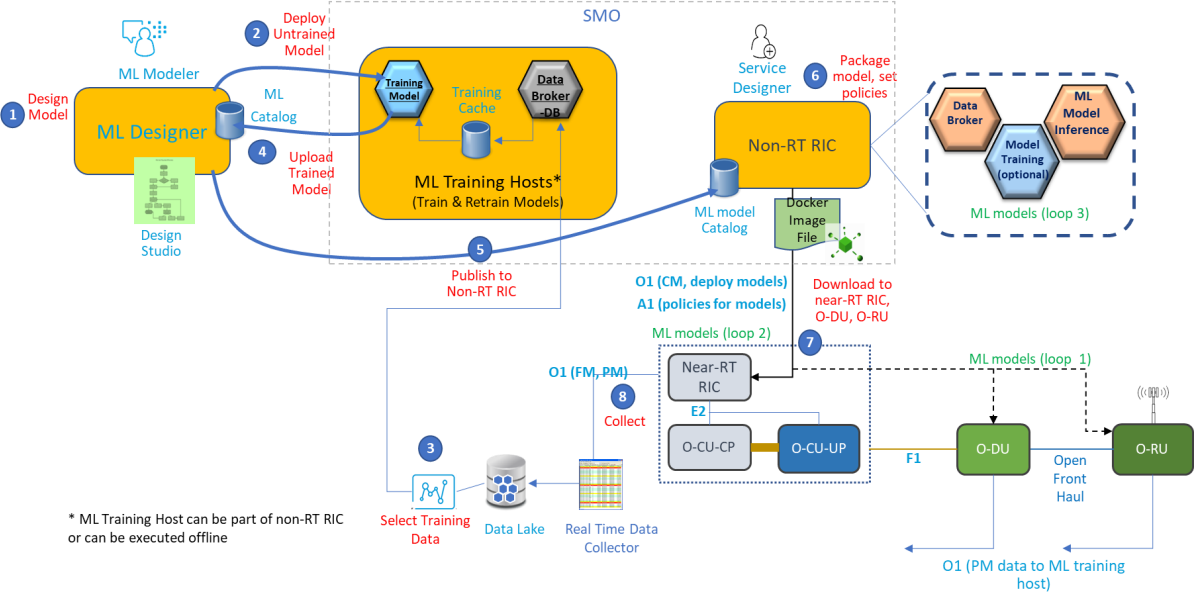 SMO
2
Deploy
Untrained
Model
ML Modeler
1
Design
Model
ML Designer
ML
Catalog
4
Upload
Trained
Model
Design
Studio
Training
Model
Training
Cache
Data
Broker
-DB
ML Training Hosts*
(Train & Retrain Models)
5
Publish to
Non-RT RIC
Service
Designer
6
Package
model, set
policies
Non-RT RIC
ML model
Catalog
Docker
Image
File
Data
Broker
ML
Model
Inference
Model
Training
(optional)
ML models (loop 3)
O1 (CM, deploy models)
A1 (policies for models)
Download to
near-RT RIC,
O-DU, O-RU
ML models (loop 2)
7
O1 (FM, PM)
8
Collect
Near-RT
RIC
E2
O-CU-CP
O-CU-UP
F1
ML models (loop 1)
O-DU
Open
Front
Haul
O-RU
3
Select Training
Data
Data Lake
Real Time Data
Collector
* ML Training Host can be part of non-RT RIC
or can be executed offline
O1 (PM data to ML training
host)